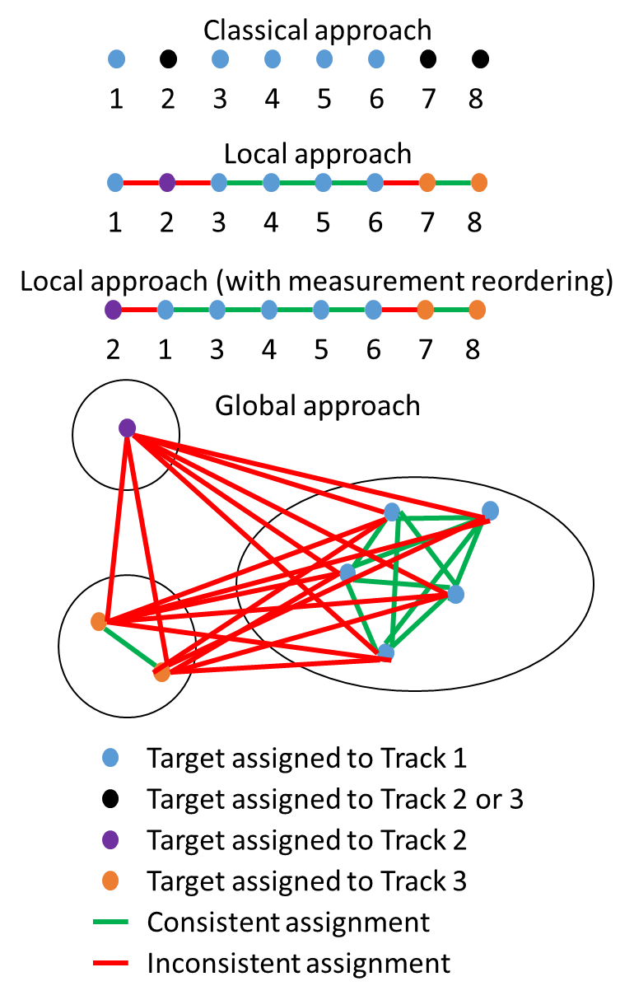 Classical approach
1 2 3 4 5 6 7 8
Local approach
1 2 3 4 5 6 7 8
Local approach (with measurement reordering)
2 1 3 4 5 6 7 8
Global approach
Target assigned to Track 1
Target assigned to Track 2 or 3
Target assigned to Track 2
Target assigned to Track 3
Consistent assignment
Inconsistent assignment